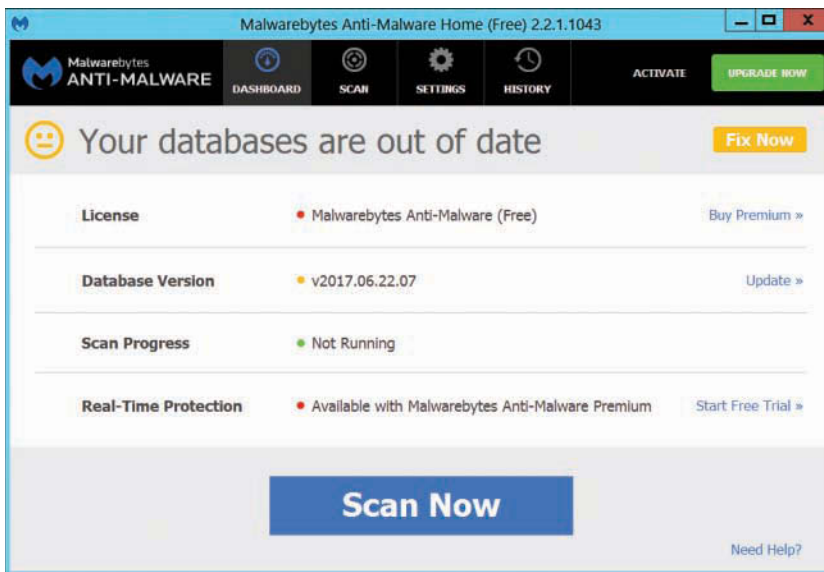 Malwarebytes Anti-Malware Home (Free) 2.2.1.1043
Malwarebytes
ANTI-MALWARE
DASHBOARD
SCAN
SETTINGS
HISTORY
ACTIVATE
UPGRADE NOW
Your databases are out of date
Fix Now
License
Malwarebytes Anti-Malware (Free)
Buy Premium »
Database Version
v2017.06.22.07
Update »
Scan Progress
Not Running
Real-Time Protection
Available with Malwarebytes Anti-Malware Premium
Start Free Trial »
Scan Now
Need Help?